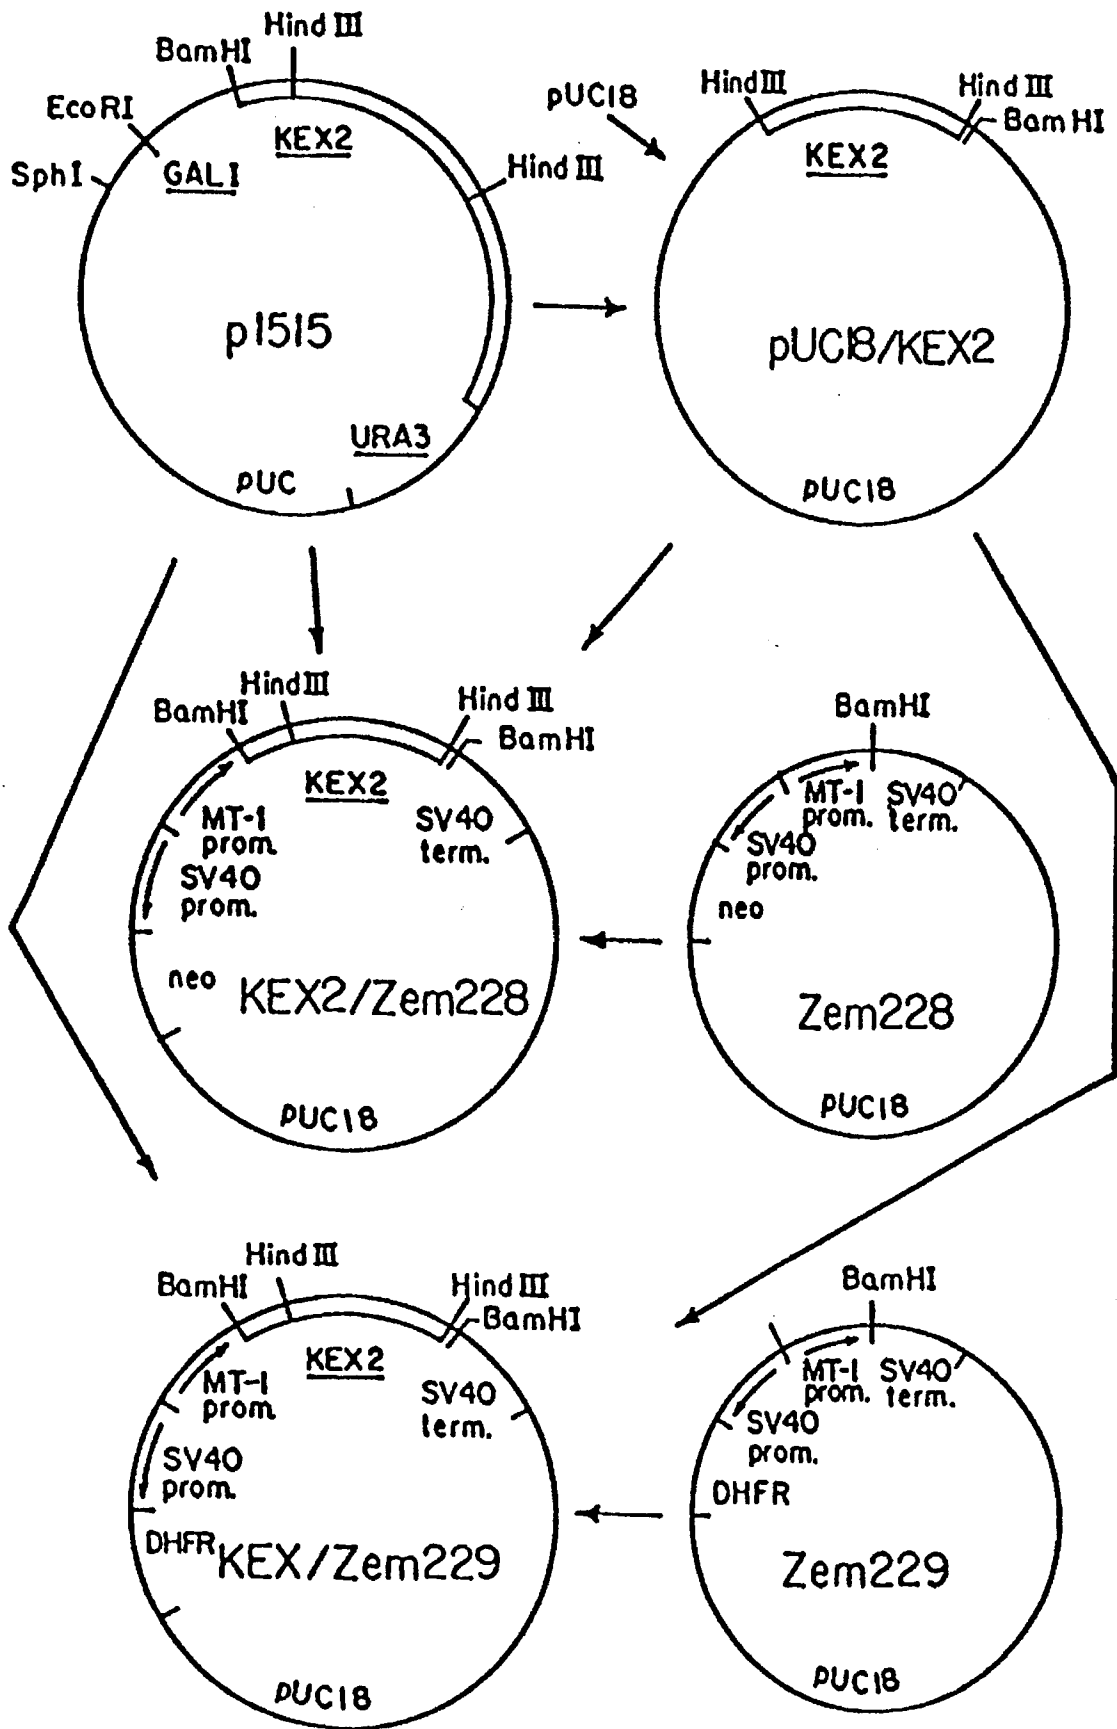 Hind III
BamHI
EcoRI
SphI
KEX2
GAL1
Hind III
p1515
URA3
pUC
pUC18
Hind III
Hind III
BamHI
KEX2
pUC18/KEX2
pUC18
Hind III
BamHI
Hind III
BamHI
KEX2
MT-1
prom.
SV40
term.
SV40
prom.
neo
KEX2/Zem228
pUC18
BamHI
MT-1
prom.
SV40
term.
SV40
prom.
neo
Zem228
pUC18
Hind III
BamHI
Hind III
BamHI
KEX2
MT-1
prom.
SV40
term.
SV40
prom.
DHFR
KEX/Zem229
pUC18
BamHI
MT-1
prom.
SV40
term.
SV40
prom.
DHFR
Zem229
pUC18